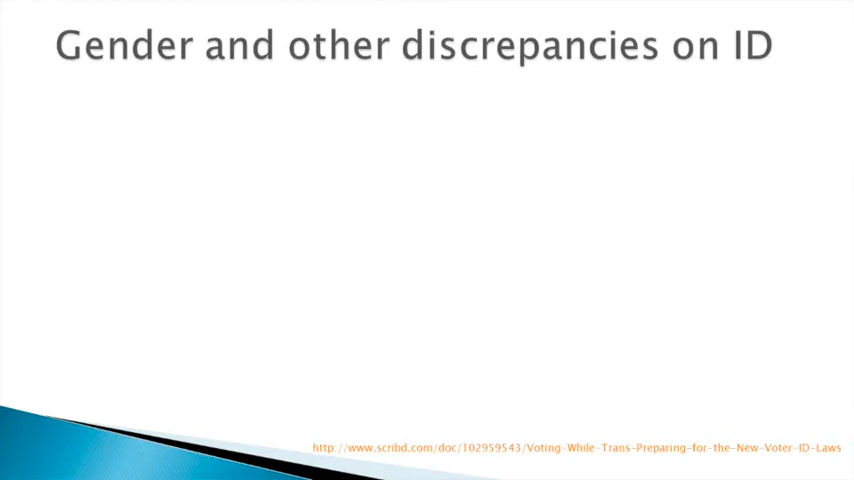 Gender and other discrepancies on ID
http://www.scribd.com/doc/102959543/Voting-While-Trans-Preparing-for-the-New-Voter-ID-Laws